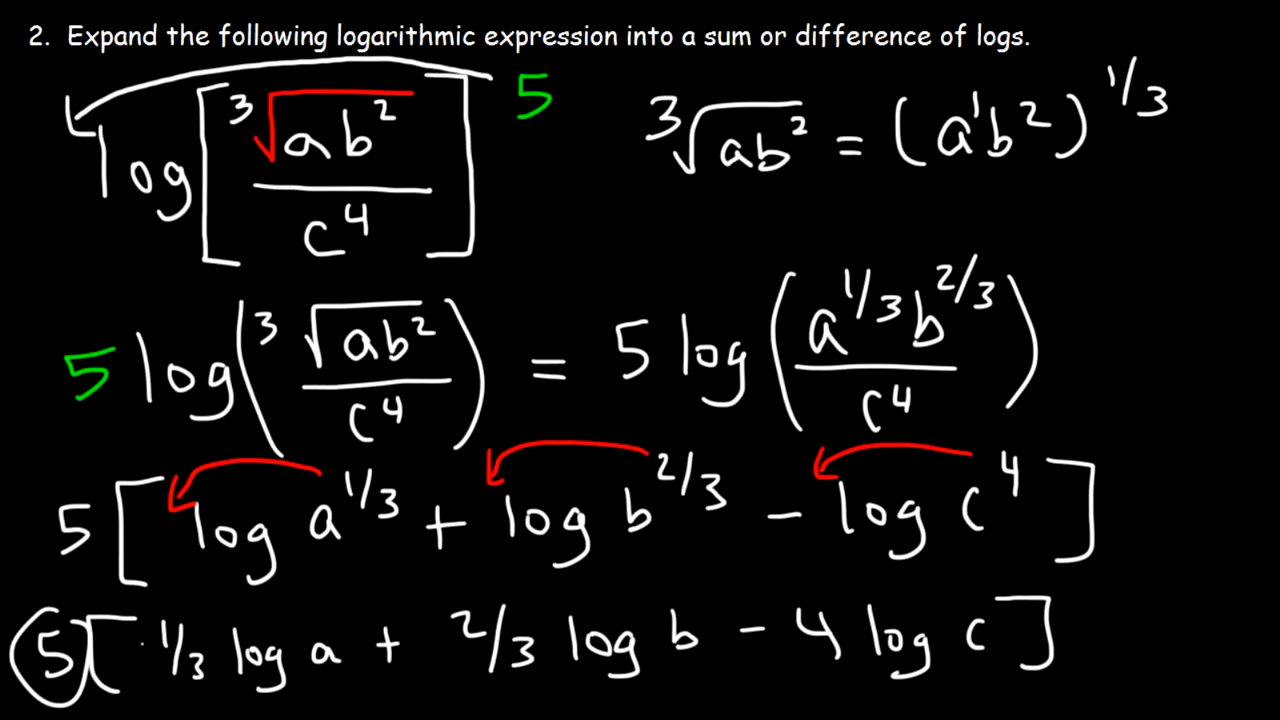 2. Expand the following logarithmic expression into a sum or difference of logs.
log[∛(ab²) / c⁴]⁵
∛(ab²) = (a¹b²)^1/3
5 log(∛(ab²) / c⁴) = 5 log(a^1/3 b^2/3 / c⁴)
5[log a^1/3 + log b^2/3 - log c⁴]
5[1/3 log a + 2/3 log b - 4 log c]